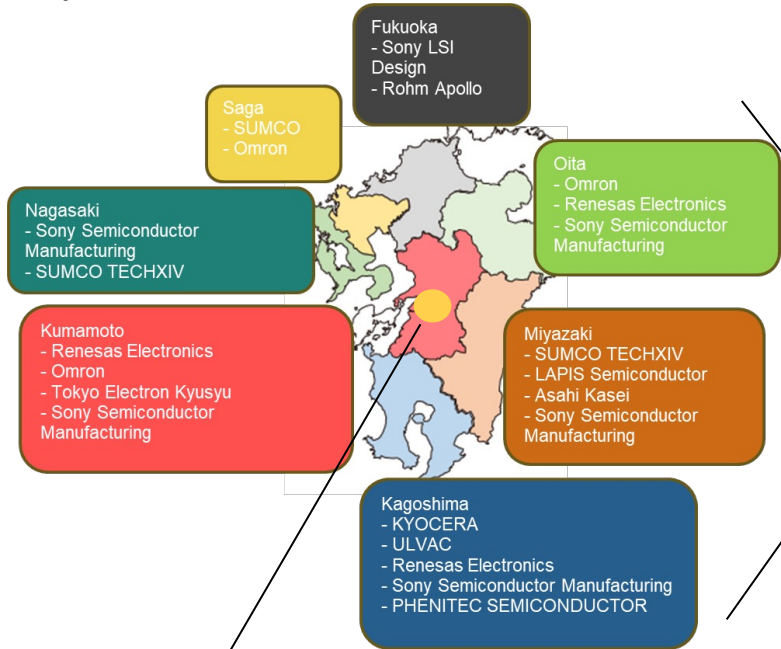 Fukuoka
- Sony LSI
Design
- Rohm Apollo
Saga
- SUMCO
- Omron
Oita
- Omron
- Renesas Electronics
- Sony Semiconductor
Manufacturing
Nagasaki
- Sony Semiconductor
Manufacturing
- SUMCO TECHXIV
Kumamoto
- Renesas Electronics
- Omron
- Tokyo Electron Kyusyu
- Sony Semiconductor
Manufacturing
Miyazaki
- SUMCO TECHXIV
- LAPIS Semiconductor
- Asahi Kasei
- Sony Semiconductor
Manufacturing
Kagoshima
- KYOCERA
- ULVAC
- Renesas Electronics
- Sony Semiconductor Manufacturing
- PHENITEC SEMICONDUCTOR